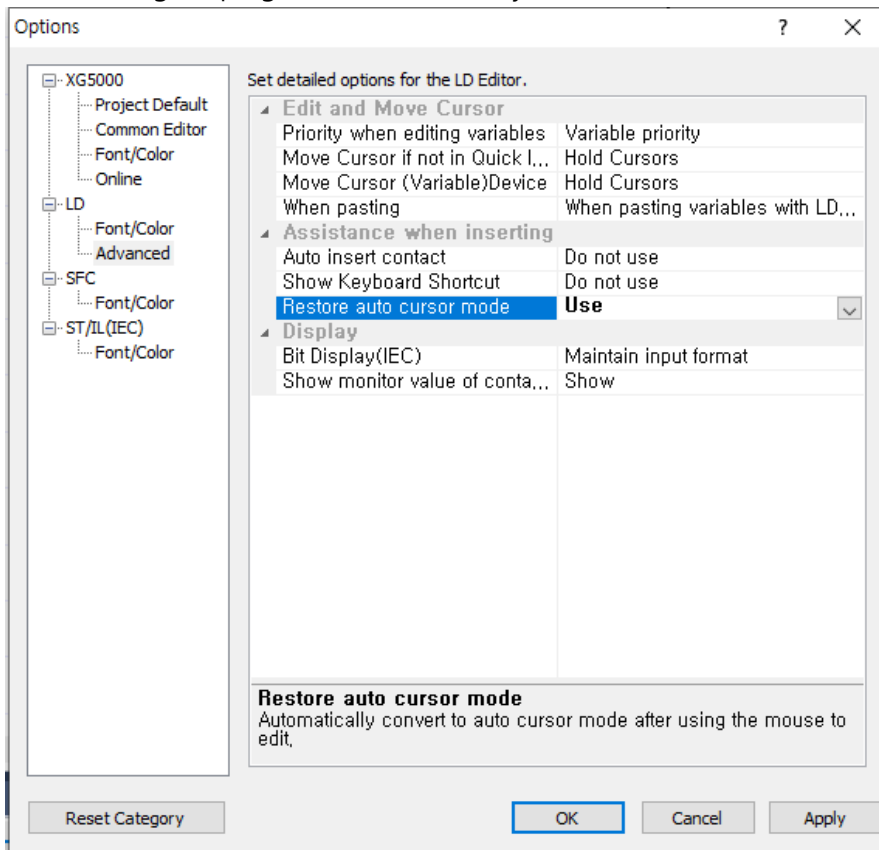 Options ? ×
XG5000
Project Default
Common Editor
Font/Color
Online
LD
Font/Color
Advanced
SFC
Font/Color
ST/IL(IEC)
Font/Color
Set detailed options for the LD Editor.
Edit and Move Cursor
Priority when editing variables Variable priority
Move Cursor if not in Quick I... Hold Cursors
Move Cursor (Variable)Device Hold Cursors
When pasting When pasting variables with LD...
Assistance when inserting
Auto insert contact Do not use
Show Keyboard Shortcut Do not use
Restore auto cursor mode Use
Display
Bit Display(IEC) Maintain input format
Show monitor value of conta... Show
Restore auto cursor mode
Automatically convert to auto cursor mode after using the mouse to
edit,
Reset Category OK Cancel Apply